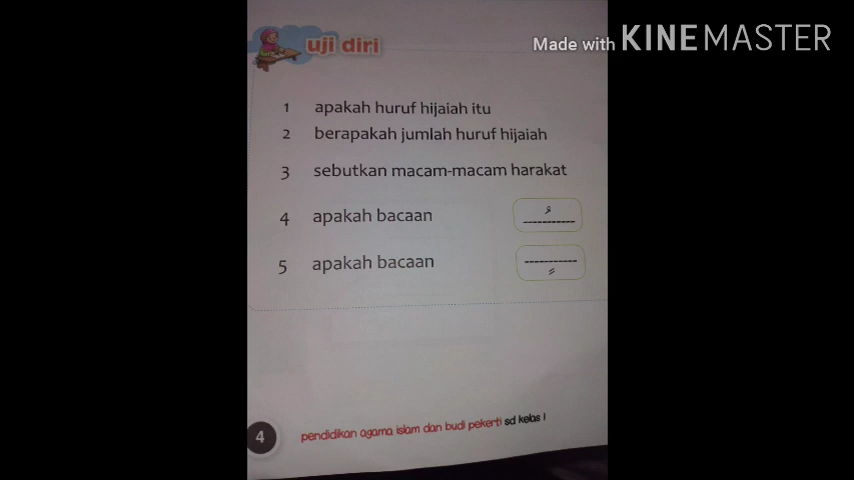 Made with KINEMASTER
uji diri
1 apakah huruf hijaiah itu
2 berapakah jumlah huruf hijaiah
3 sebutkan macam-macam harakat
4 apakah bacaan
5 apakah bacaan
4 pendidikan agama islam dan budi pekerti sd kelas I